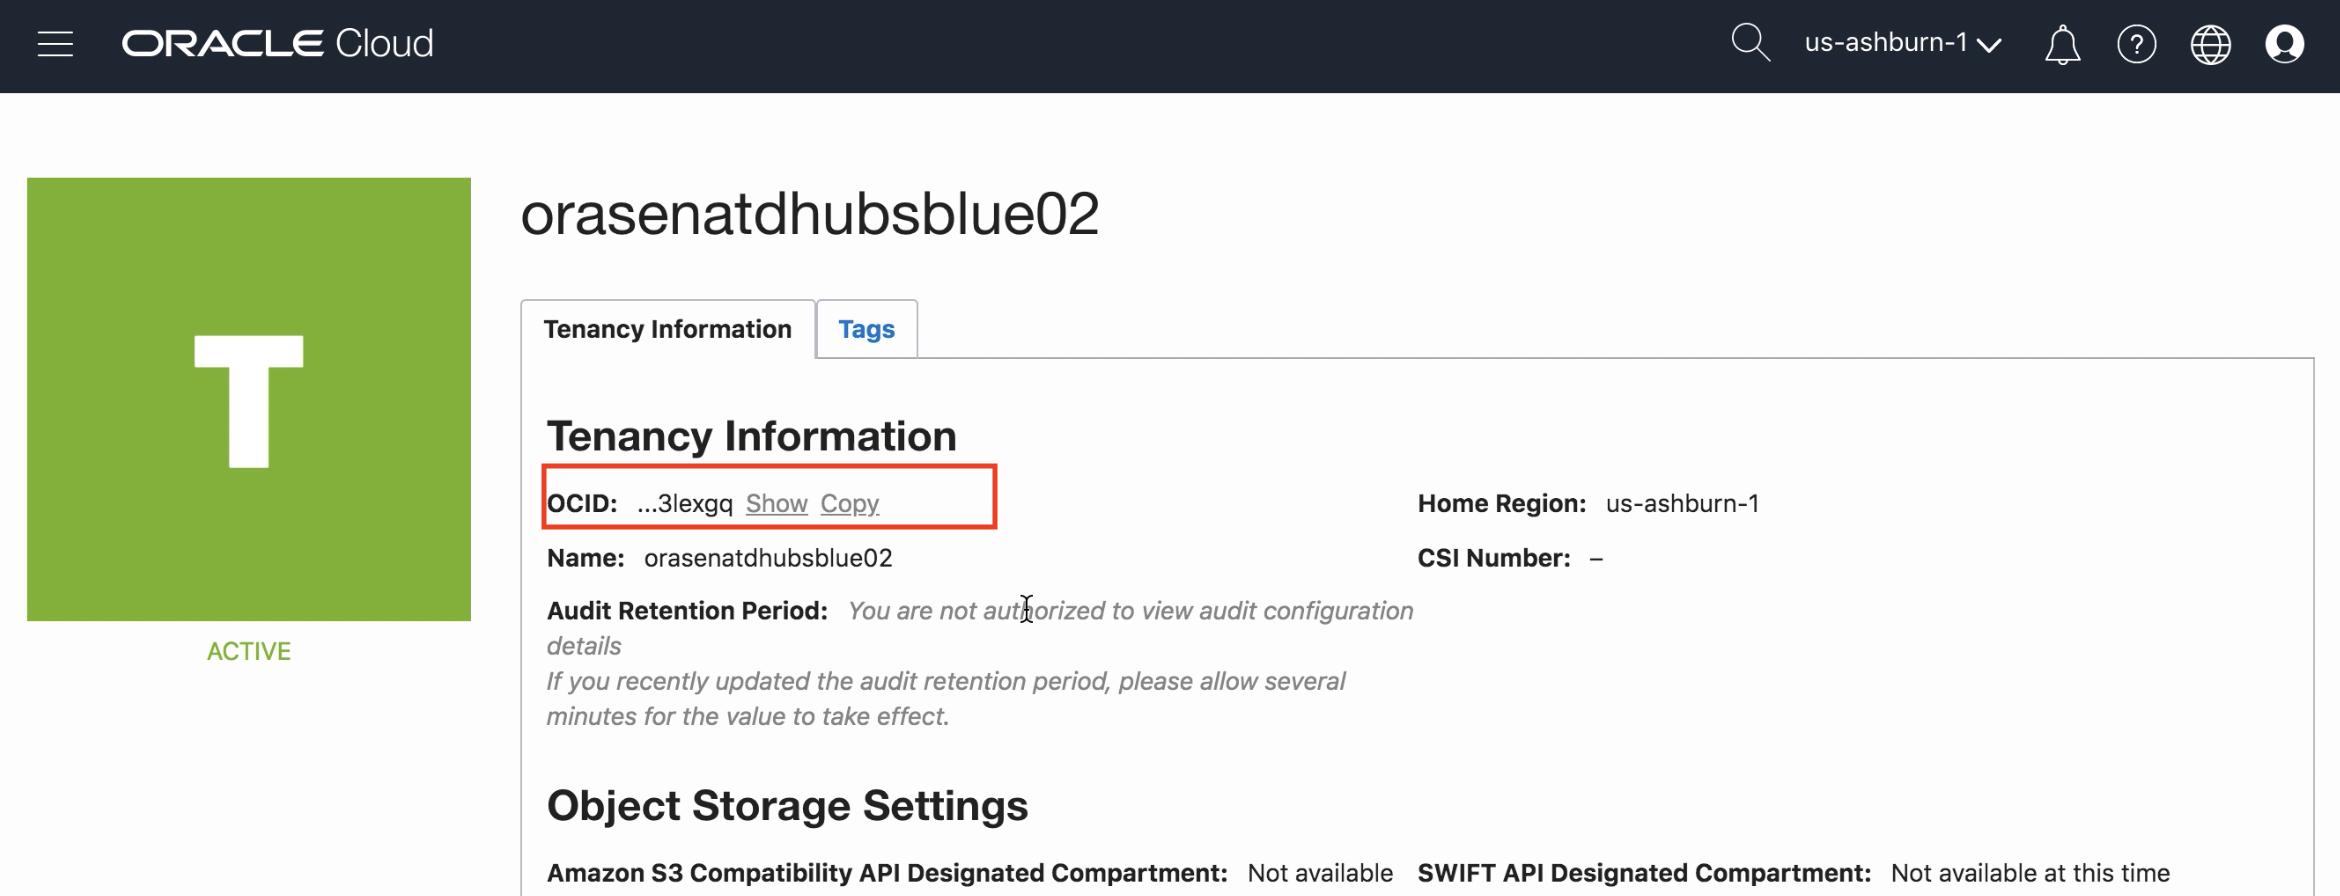 ORACLE Cloud
us-ashburn-1
?
T
ACTIVE
orasenatdhubsblue02
Tenancy Information Tags
Tenancy Information
OCID: ...3lexgq Show Copy
Home Region: us-ashburn-1
Name: orasenatdhubsblue02
CSI Number: –
Audit Retention Period: You are not authorized to view audit configuration
details
If you recently updated the audit retention period, please allow several
minutes for the value to take effect.
Object Storage Settings
Amazon S3 Compatibility API Designated Compartment: Not available
SWIFT API Designated Compartment: Not available at this time